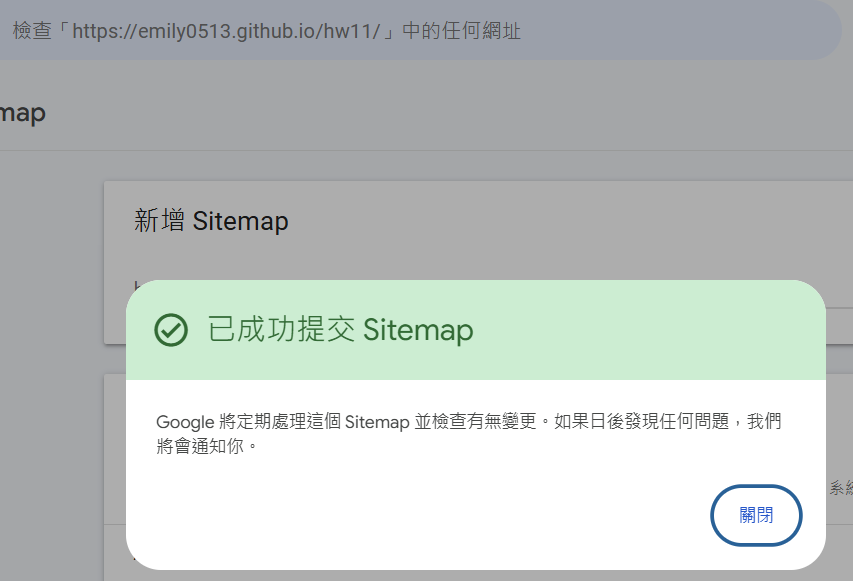 檢查「https://emily0513.github.io/hw11/」中的任何網址
map
新增 Sitemap
已成功提交 Sitemap
Google 將定期處理這個 Sitemap 並檢查有無變更。如果日後發現任何問題，我們
將會通知你。
系統
關閉